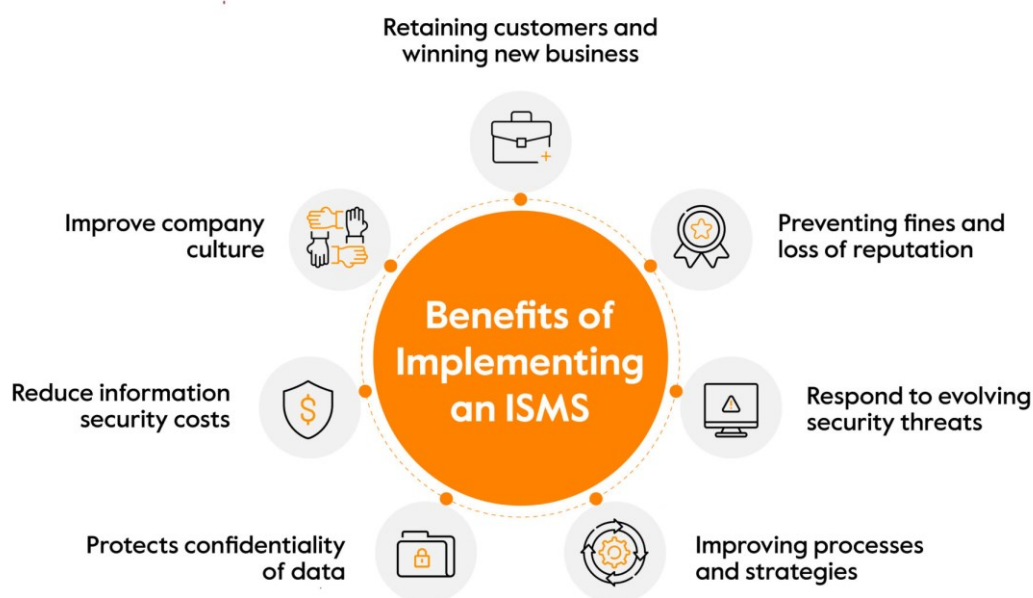 Retaining customers and
winning new business
Improve company
culture
Preventing fines and
loss of reputation
Benefits of
Implementing
an ISMS
Reduce information
security costs
Respond to evolving
security threats
Protects confidentiality
of data
Improving processes
and strategies